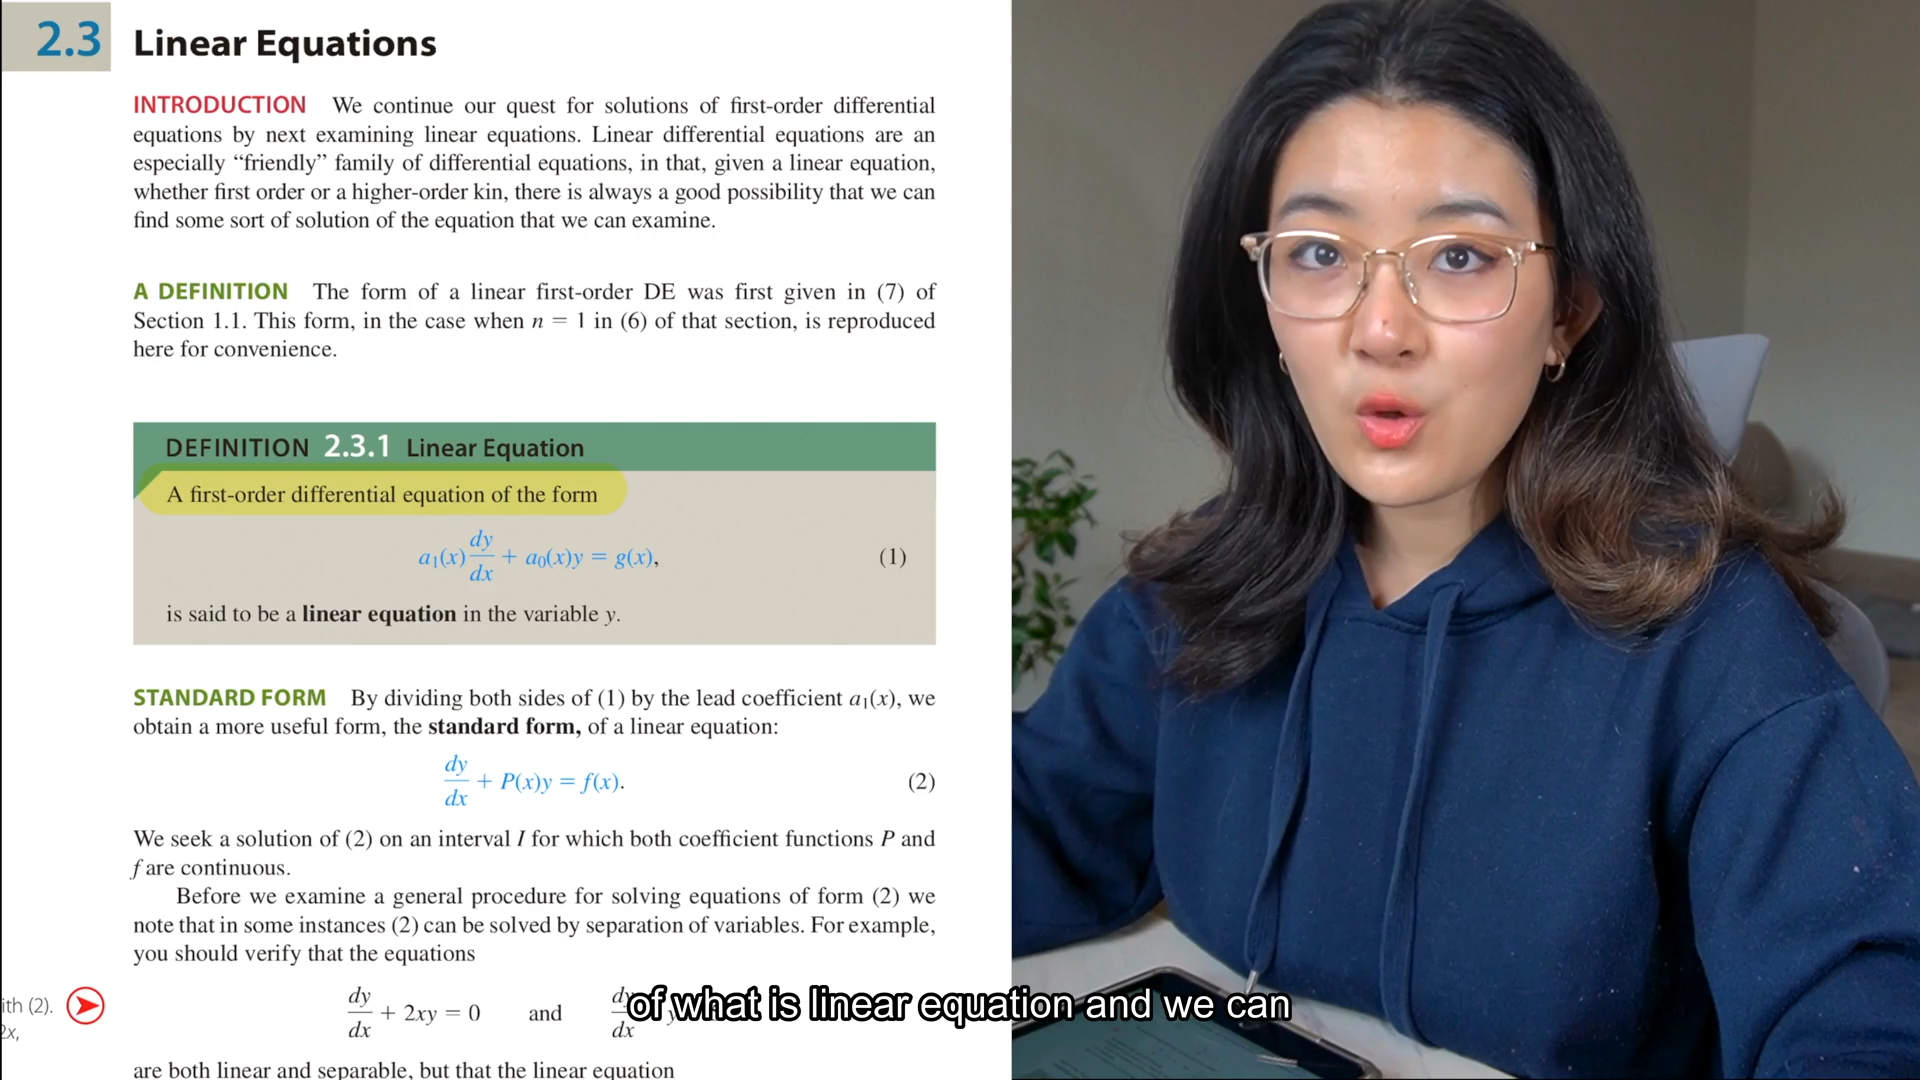 2.3 Linear Equations
INTRODUCTION We continue our quest for solutions of first-order differential
equations by next examining linear equations. Linear differential equations are an
especially “friendly” family of differential equations, in that, given a linear equation,
whether first order or a higher-order kin, there is always a good possibility that we can
find some sort of solution of the equation that we can examine.
A DEFINITION The form of a linear first-order DE was first given in (7) of
Section 1.1. This form, in the case when n = 1 in (6) of that section, is reproduced
here for convenience.
DEFINITION 2.3.1 Linear Equation
A first-order differential equation of the form
a₁(x) dy/dx + a₀(x)y = g(x), (1)
is said to be a linear equation in the variable y.
STANDARD FORM By dividing both sides of (1) by the lead coefficient a₁(x), we
obtain a more useful form, the standard form, of a linear equation:
dy/dx + P(x)y = f(x). (2)
We seek a solution of (2) on an interval I for which both coefficient functions P and
f are continuous.
Before we examine a general procedure for solving equations of form (2) we
note that in some instances (2) can be solved by separation of variables. For example,
you should verify that the equations
ith (2).
2x,
dy/dx + 2xy = 0 and dy/dx
of what is linear equation and we can
are both linear and separable, but that the linear equation